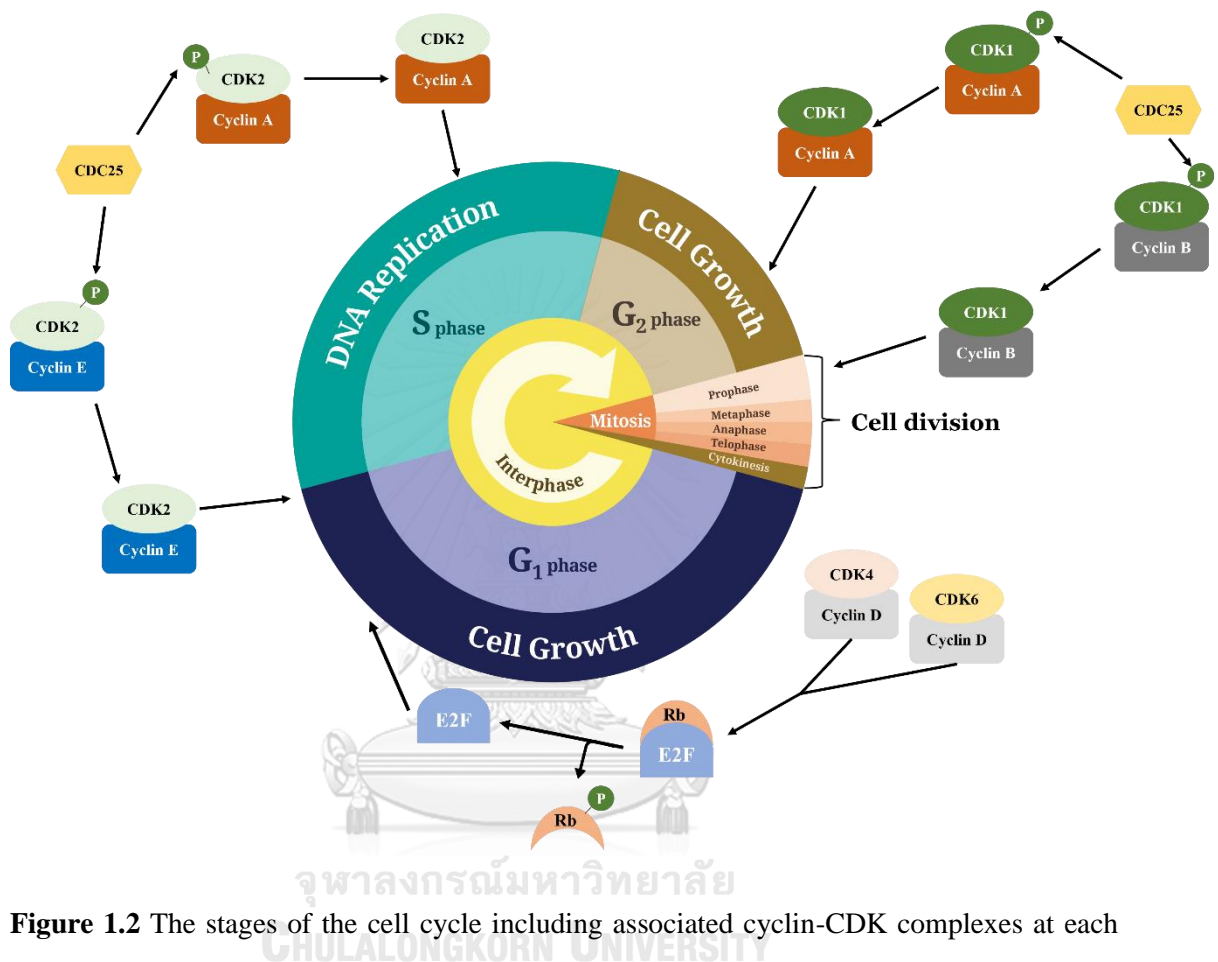 CDK2
P
CDK2
Cyclin A
Cyclin A
CDC25
P
CDK2
Cyclin E
CDK2
Cyclin E
P
CDK1
Cyclin A
CDK1
Cyclin A
CDC25
P
CDK1
Cyclin B
CDK1
Cyclin B
DNA Replication
Cell Growth
S phase
G2 phase
Prophase
Metaphase
Mitosis
Anaphase
Telophase
Cytokinesis
Cell division
Interphase
G1 phase
Cell Growth
CDK4
Cyclin D
CDK6
Cyclin D
E2F
Rb
E2F
P
Rb
จุฬาลงกรณ์มหาวิทยาลัย
Figure 1.2 The stages of the cell cycle including associated cyclin-CDK complexes at each
CHULALONGKORN UNIVERSITY